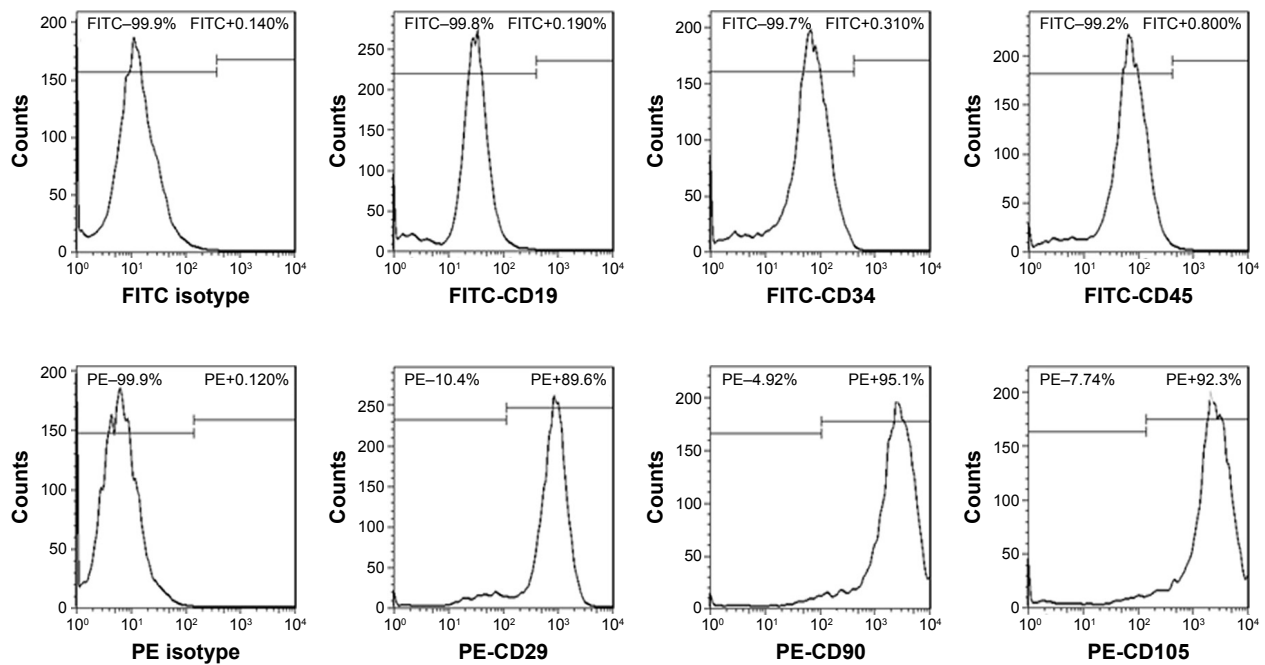 FITC–99.9% FITC+0.140%
200
150
100
50
0
Counts
10⁰ 10¹ 10² 10³ 10⁴
FITC isotype
FITC–99.8% FITC+0.190%
250
200
150
100
50
0
Counts
10⁰ 10¹ 10² 10³ 10⁴
FITC-CD19
FITC–99.7% FITC+0.310%
200
150
100
50
0
Counts
10⁰ 10¹ 10² 10³ 10⁴
FITC-CD34
FITC–99.2% FITC+0.800%
200
150
100
50
0
Counts
10⁰ 10¹ 10² 10³ 10⁴
FITC-CD45
PE–99.9% PE+0.120%
200
150
100
50
0
Counts
10⁰ 10¹ 10² 10³ 10⁴
PE isotype
PE–10.4% PE+89.6%
250
200
150
100
50
0
Counts
10⁰ 10¹ 10² 10³ 10⁴
PE-CD29
PE–4.92% PE+95.1%
200
150
100
50
0
Counts
10⁰ 10¹ 10² 10³ 10⁴
PE-CD90
PE–7.74% PE+92.3%
200
150
100
50
0
Counts
10⁰ 10¹ 10² 10³ 10⁴
PE-CD105